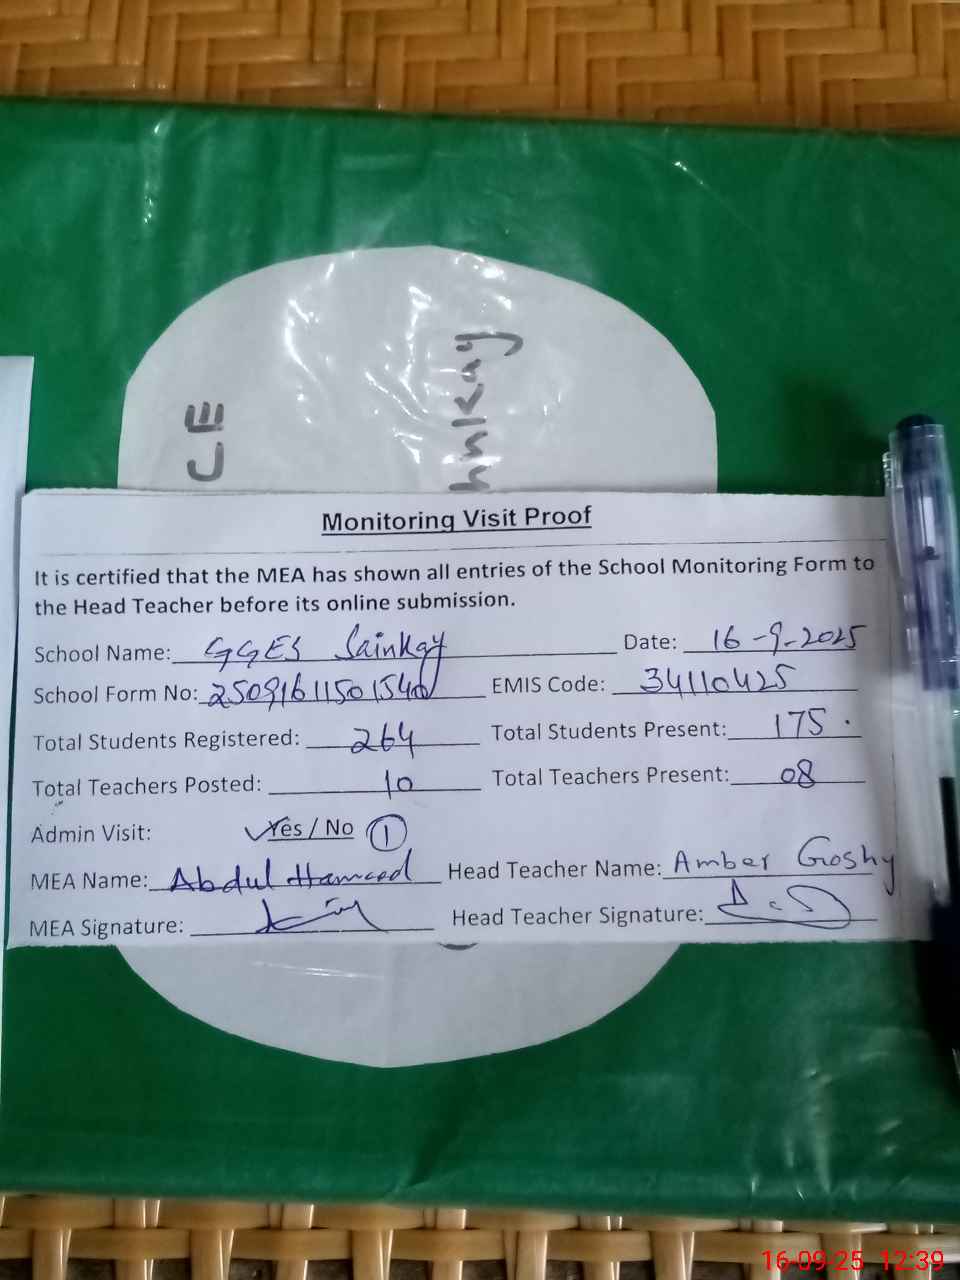 CE
hnkay
Monitoring Visit Proof
It is certified that the MEA has shown all entries of the School Monitoring Form to
the Head Teacher before its online submission.
School Name: GGES Sainkay Date: 16-9-2025
School Form No: 25091611501540 EMIS Code: 34110425
Total Students Registered: 264 Total Students Present: 175.
Total Teachers Posted: 10 Total Teachers Present: 08
Admin Visit: Yes / No 1
MEA Name: Abdul Hameed Head Teacher Name: Amber Goshy
MEA Signature: Head Teacher Signature:
16-09-25 12:39